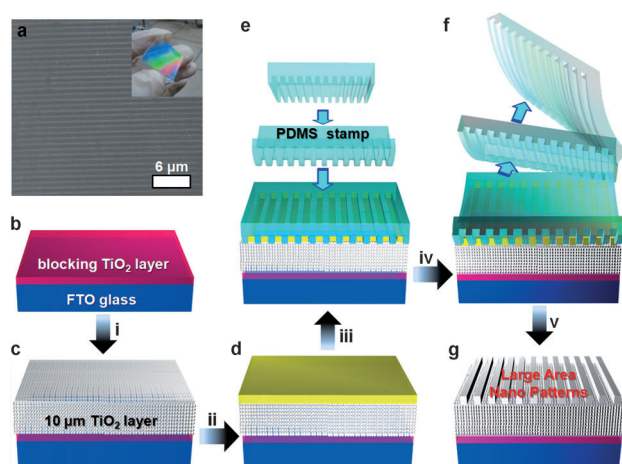 a
6 µm
b
blocking TiO₂ layer
FTO glass
i
c
10 µm TiO₂ layer
ii
d
iii
e
PDMS stamp
iv
f
v
g
Large Area
Nano Patterns